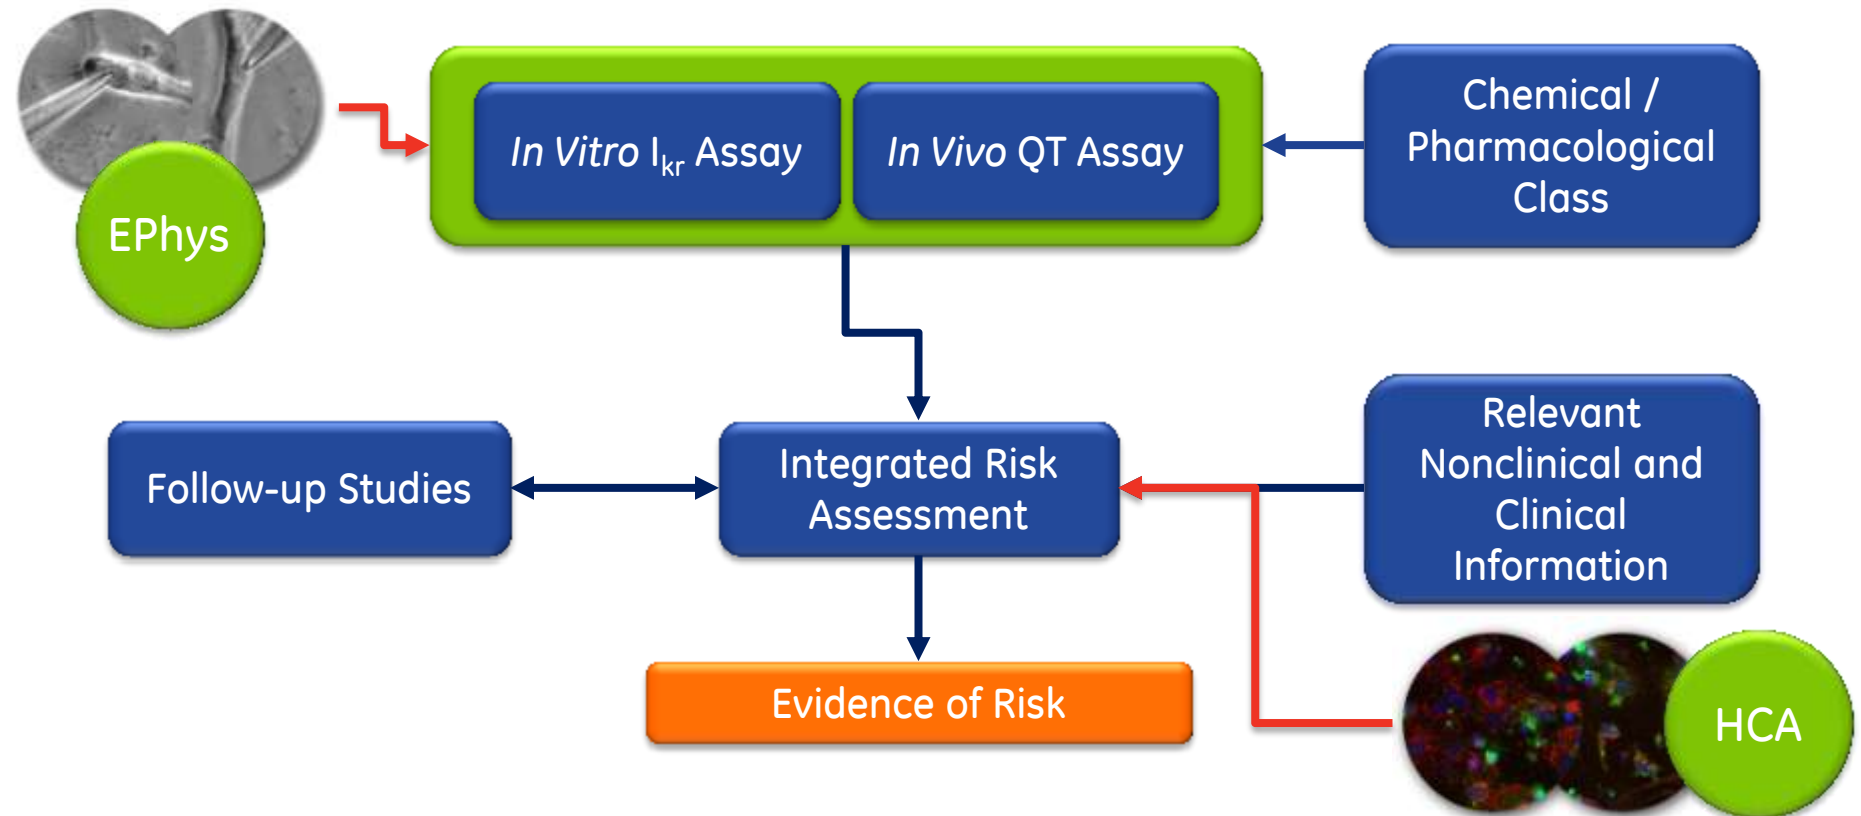 EPhys
In Vitro Ikr Assay
In Vivo QT Assay
Chemical /
Pharmacological
Class
Follow-up Studies
Integrated Risk
Assessment
Relevant
Nonclinical and
Clinical
Information
Evidence of Risk
HCA